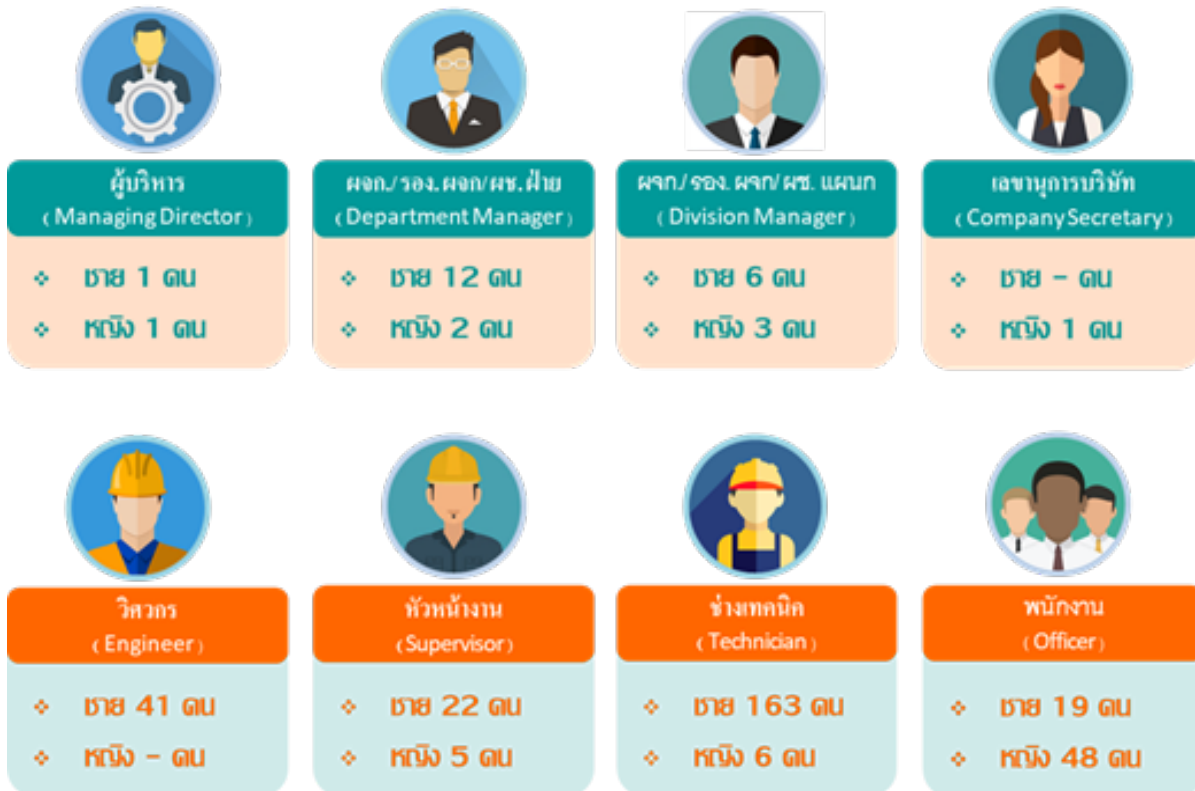 ผู้บริหาร
(Managing Director)
❖ ชาย 1 คน
❖ หญิง 1 คน
ผจก./รอง.ผจก/ผช.ฝ่าย
(Department Manager)
❖ ชาย 12 คน
❖ หญิง 2 คน
ผจก./รอง.ผจก/ผช. แผนก
(Division Manager)
❖ ชาย 6 คน
❖ หญิง 3 คน
เลขานุการบริษัท
(Company Secretary)
❖ ชาย - คน
❖ หญิง 1 คน
วิศวกร
(Engineer)
❖ ชาย 41 คน
❖ หญิง - คน
หัวหน้างาน
(Supervisor)
❖ ชาย 22 คน
❖ หญิง 5 คน
ช่างเทคนิค
(Technician)
❖ ชาย 163 คน
❖ หญิง 6 คน
พนักงาน
(Officer)
❖ ชาย 19 คน
❖ หญิง 48 คน